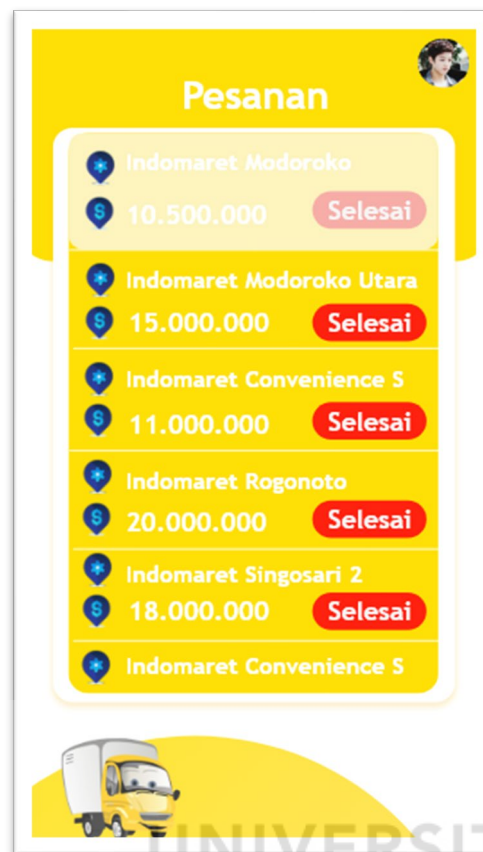 Pesanan
Indomaret Modoroko
10.500.000 Selesai
Indomaret Modoroko Utara
15.000.000 Selesai
Indomaret Convenience S
11.000.000 Selesai
Indomaret Rogonoto
20.000.000 Selesai
Indomaret Singosari 2
18.000.000 Selesai
Indomaret Convenience S
UNIVERSIT